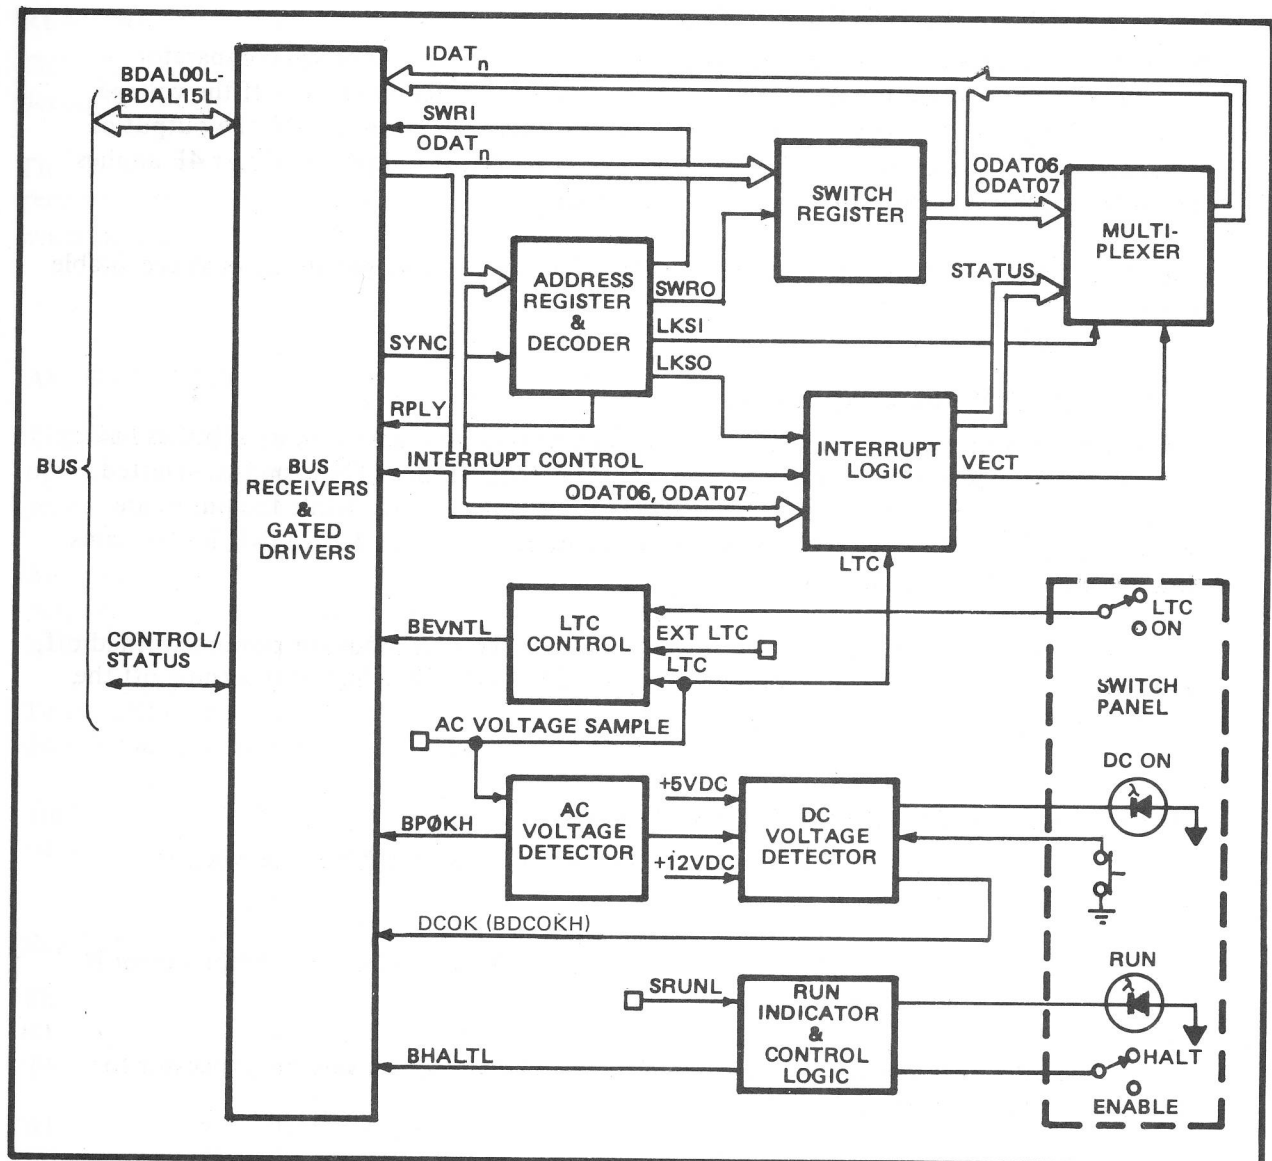 BDAL00L-
BDAL15L
IDATn
SWRI
ODATn
SWITCH
REGISTER
ODAT06,
ODAT07
MULTI-
PLEXER
ADDRESS
REGISTER
&
DECODER
SWRO
LKSI
LKSO
STATUS
SYNC
RPLY
BUS
BUS
RECEIVERS
&
GATED
DRIVERS
INTERRUPT CONTROL
ODAT06, ODAT07
INTERRUPT
LOGIC
VECT
LTC
CONTROL/
STATUS
BEVNTL
LTC
CONTROL
EXT LTC
LTC
LTC
ON
SWITCH
PANEL
AC VOLTAGE SAMPLE
BPØKH
AC
VOLTAGE
DETECTOR
+5VDC
+12VDC
DC
VOLTAGE
DETECTOR
DC ON
λ
DCOK (BDCOKH)
SRUNL
RUN
INDICATOR
&
CONTROL
LOGIC
RUN
λ
BHALTL
HALT
ENABLE